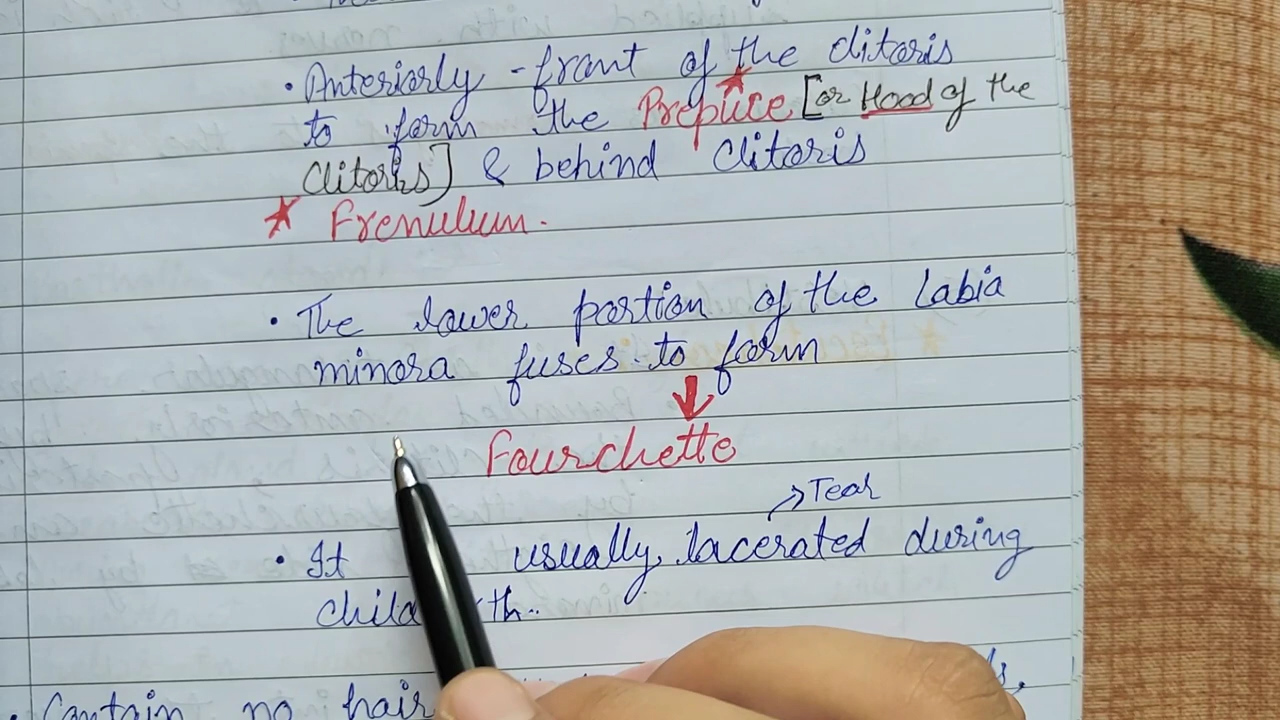 • Anteriorly - front of the clitoris
to form the Prepuce [or Hood of the
Clitoris] & behind Clitoris
★ Frenulum.
• The lower portion of the Labia
minora fuses to form
Fourchette
→ Tear
• It usually lacerated during
• Contain no hair